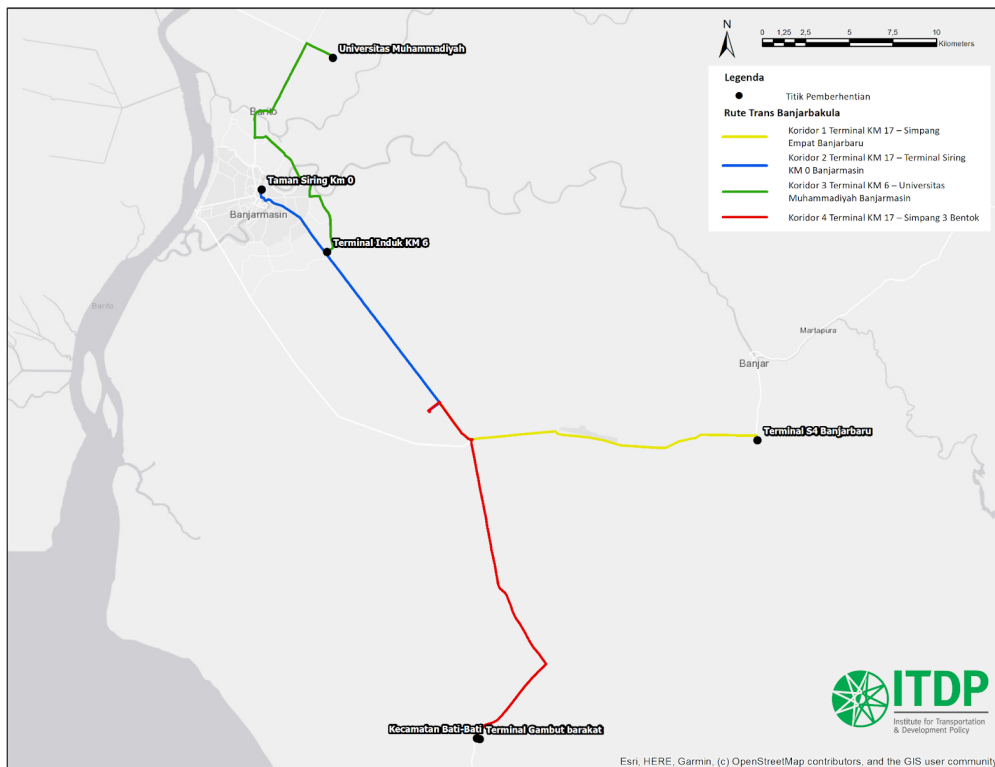 N
0 1,25 2,5 5 7,5 10
Kilometers
Legenda
Titik Pemberhentian
Rute Trans Banjarbakula
Koridor 1 Terminal KM 17 – Simpang
Empat Banjarbaru
Koridor 2 Terminal KM 17 – Terminal Siring
KM 0 Banjarmasin
Koridor 3 Terminal KM 6 – Universitas
Muhammadiyah Banjarmasin
Koridor 4 Terminal KM 17 – Simpang 3 Bentok
Universitas Muhammadiyah
Barito
Taman Siring Km 0
Banjarmasin
Terminal Induk KM 6
Barito
Martapura
Banjar
Terminal S4 Banjarbaru
Kecamatan Bati-Bati
Terminal Gambut barakat
ITDP
Institute for Transportation
& Development Policy
Esri, HERE, Garmin, (c) OpenStreetMap contributors, and the GIS user community